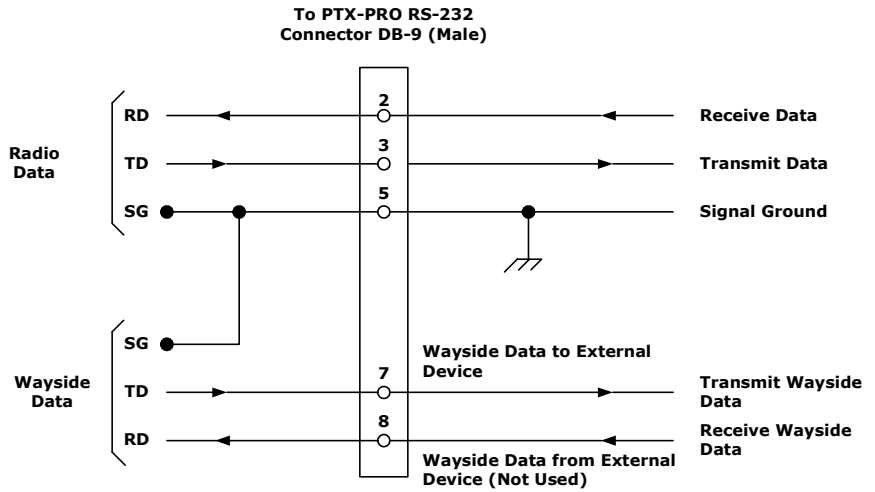 To PTX-PRO RS-232
Connector DB-9 (Male)
Radio
Data
RD
2
Receive Data
TD
3
Transmit Data
SG
5
Signal Ground
Wayside
Data
SG
Wayside Data to External
Device
TD
7
Transmit Wayside
Data
RD
8
Receive Wayside
Data
Wayside Data from External
Device (Not Used)